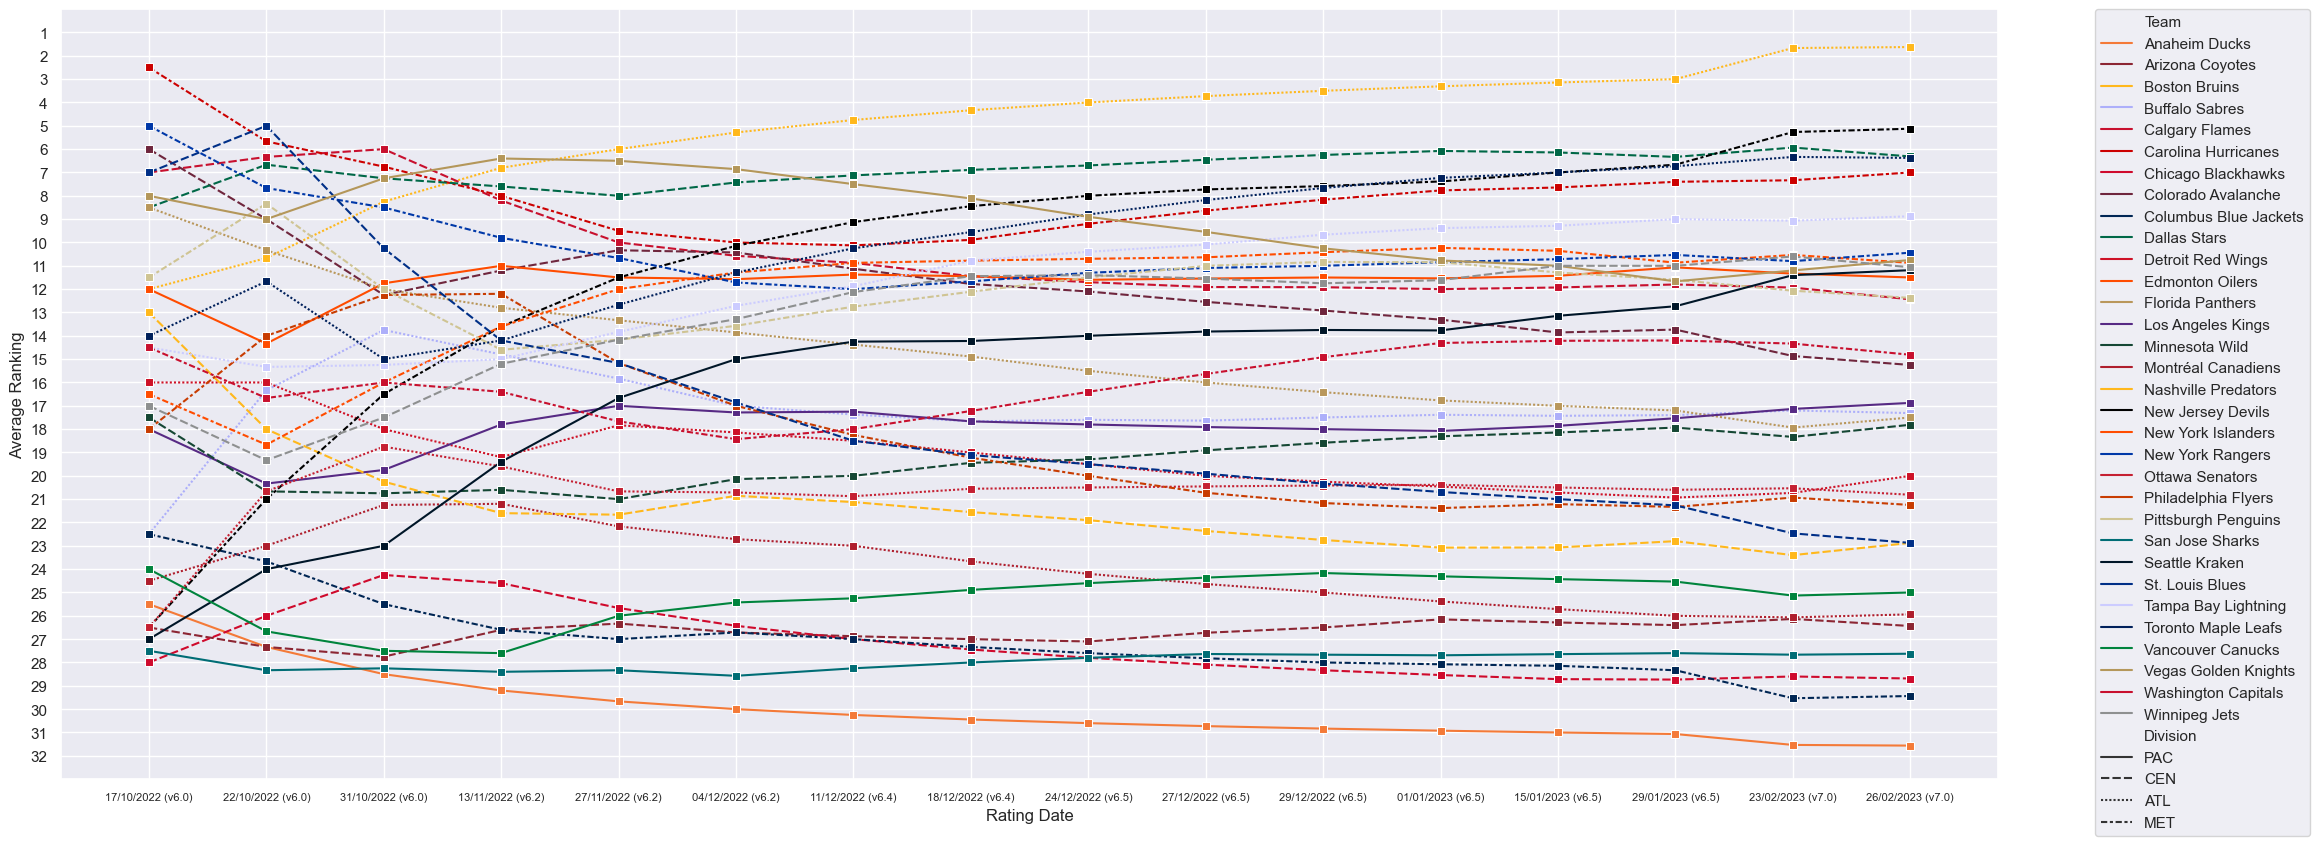 1
2
3
4
5
6
7
8
9
10
11
12
13
14
15
16
17
18
19
20
21
22
23
24
25
26
27
28
29
30
31
32
Average Ranking
17/10/2022 (v6.0)
22/10/2022 (v6.0)
31/10/2022 (v6.0)
13/11/2022 (v6.2)
27/11/2022 (v6.2)
04/12/2022 (v6.2)
11/12/2022 (v6.4)
18/12/2022 (v6.4)
24/12/2022 (v6.5)
27/12/2022 (v6.5)
29/12/2022 (v6.5)
01/01/2023 (v6.5)
15/01/2023 (v6.5)
29/01/2023 (v6.5)
23/02/2023 (v7.0)
26/02/2023 (v7.0)
Rating Date
Team
Anaheim Ducks
Arizona Coyotes
Boston Bruins
Buffalo Sabres
Calgary Flames
Carolina Hurricanes
Chicago Blackhawks
Colorado Avalanche
Columbus Blue Jackets
Dallas Stars
Detroit Red Wings
Edmonton Oilers
Florida Panthers
Los Angeles Kings
Minnesota Wild
Montréal Canadiens
Nashville Predators
New Jersey Devils
New York Islanders
New York Rangers
Ottawa Senators
Philadelphia Flyers
Pittsburgh Penguins
San Jose Sharks
Seattle Kraken
St. Louis Blues
Tampa Bay Lightning
Toronto Maple Leafs
Vancouver Canucks
Vegas Golden Knights
Washington Capitals
Winnipeg Jets
Division
PAC
CEN
ATL
MET